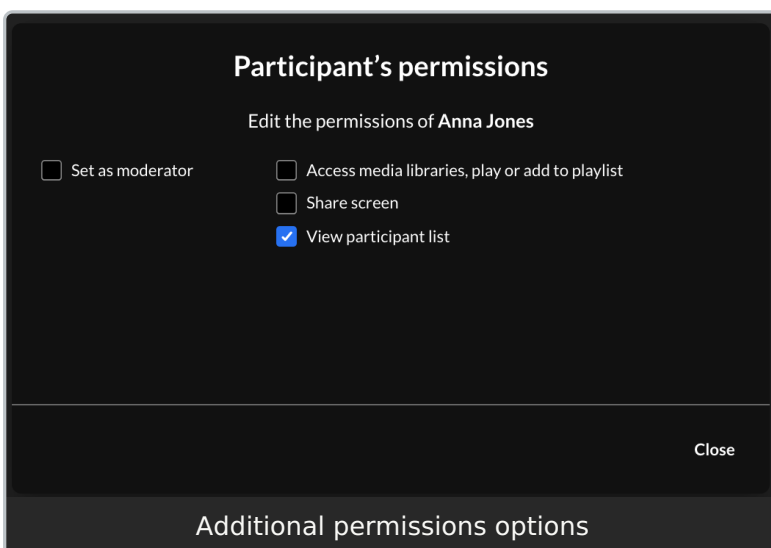 Participant’s permissions
Edit the permissions of Anna Jones
Set as moderator
Access media libraries, play or add to playlist
Share screen
View participant list
Close
Additional permissions options